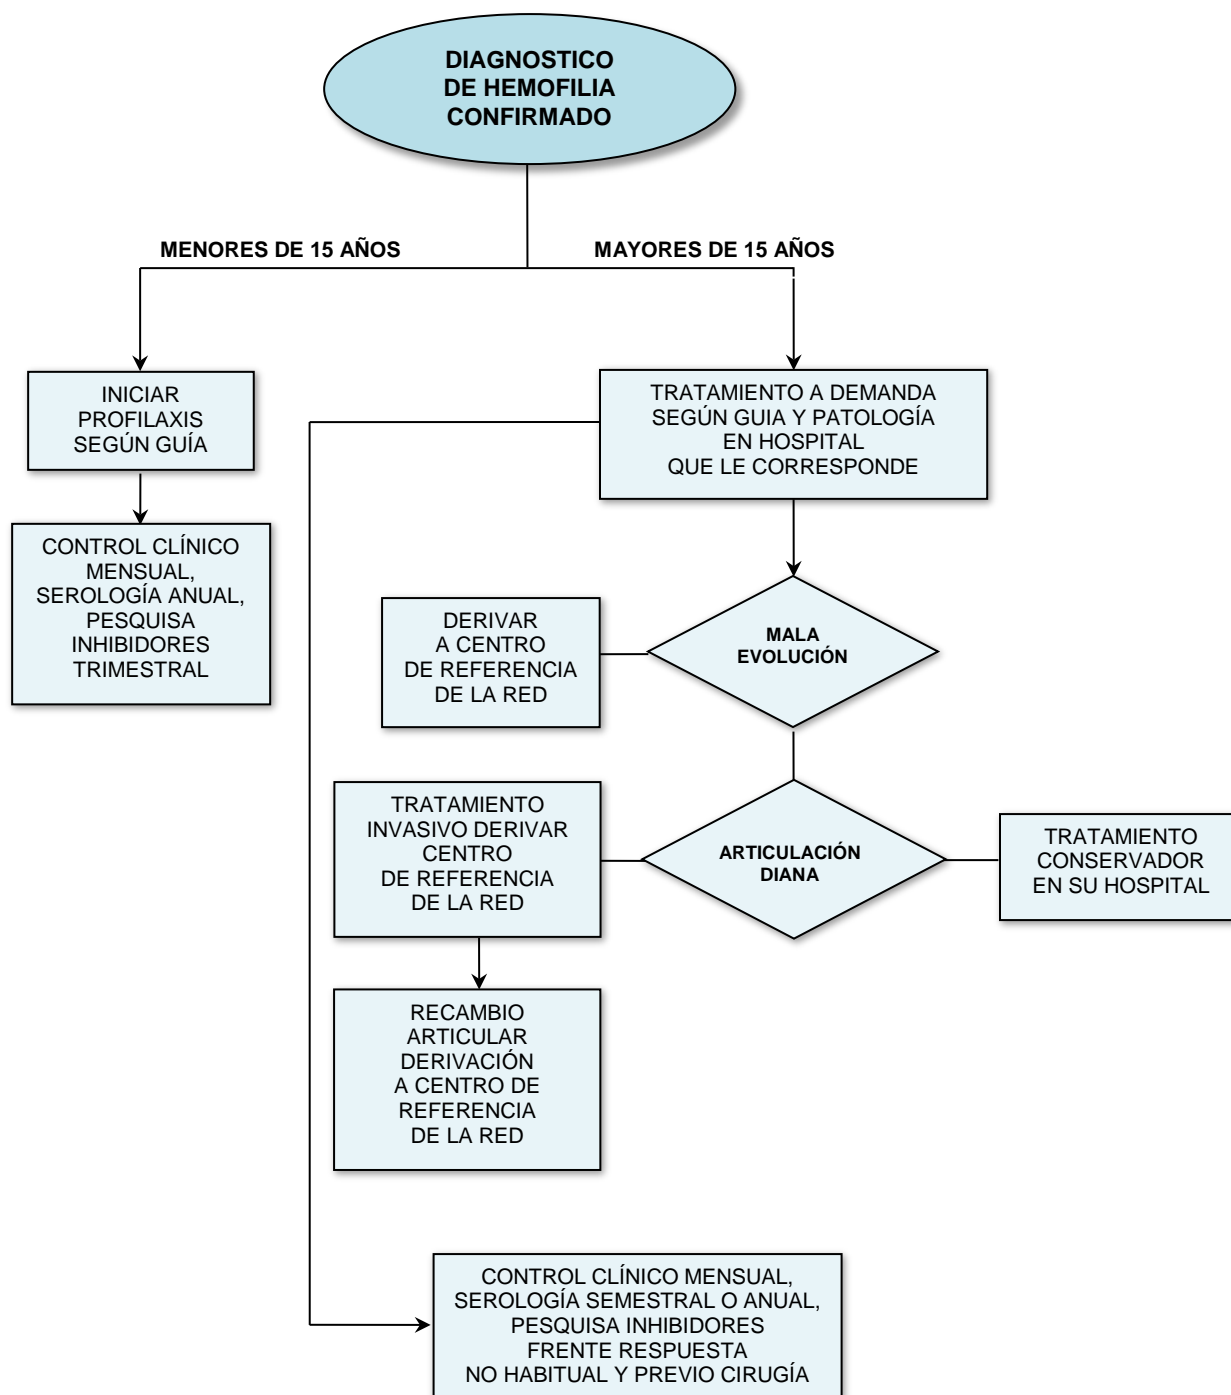 DIAGNOSTICO
DE HEMOFILIA
CONFIRMADO
MENORES DE 15 AÑOS
MAYORES DE 15 AÑOS
INICIAR
PROFILAXIS
SEGÚN GUÍA
TRATAMIENTO A DEMANDA
SEGÚN GUIA Y PATOLOGÍA
EN HOSPITAL
QUE LE CORRESPONDE
CONTROL CLÍNICO
MENSUAL,
SEROLOGÍA ANUAL,
PESQUISA
INHIBIDORES
TRIMESTRAL
DERIVAR
A CENTRO
DE REFERENCIA
DE LA RED
MALA
EVOLUCIÓN
TRATAMIENTO
INVASIVO DERIVAR
CENTRO
DE REFERENCIA
DE LA RED
ARTICULACIÓN
DIANA
TRATAMIENTO
CONSERVADOR
EN SU HOSPITAL
RECAMBIO
ARTICULAR
DERIVACIÓN
A CENTRO DE
REFERENCIA
DE LA RED
CONTROL CLÍNICO MENSUAL,
SEROLOGÍA SEMESTRAL O ANUAL,
PESQUISA INHIBIDORES
FRENTE RESPUESTA
NO HABITUAL Y PREVIO CIRUGÍA